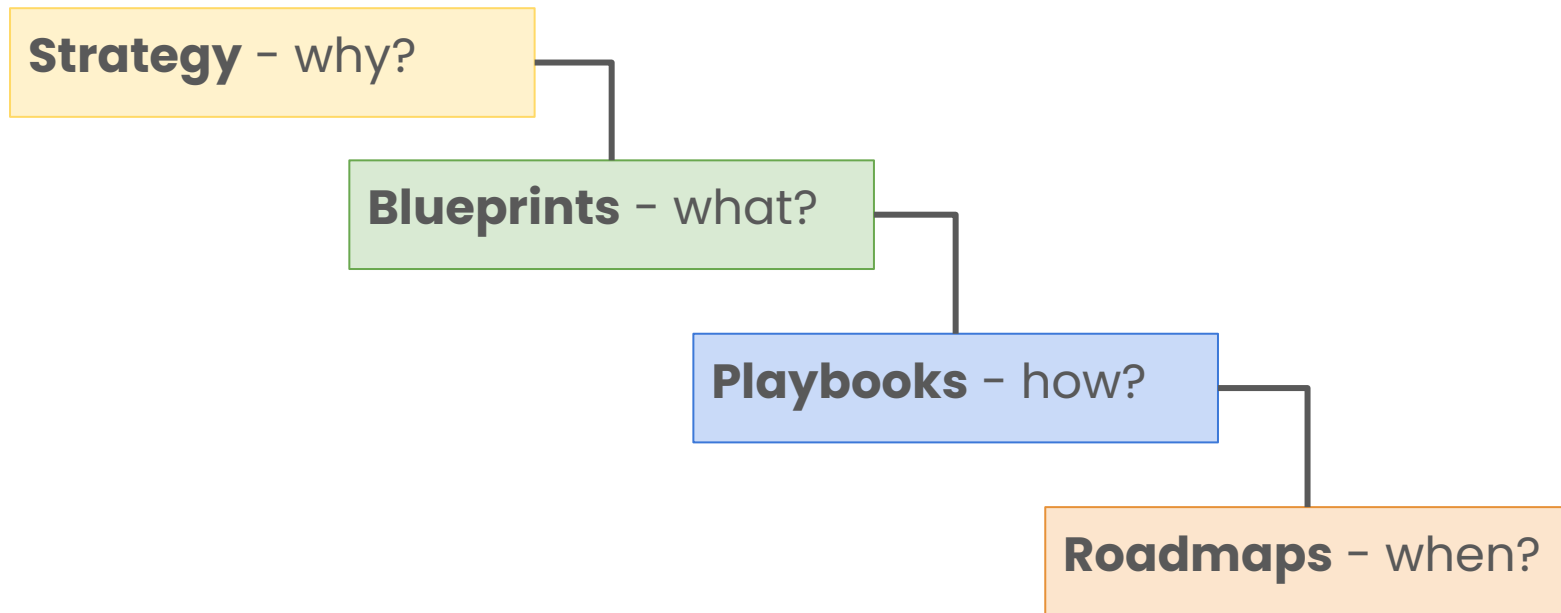 Strategy - why?
Blueprints - what?
Playbooks - how?
Roadmaps - when?